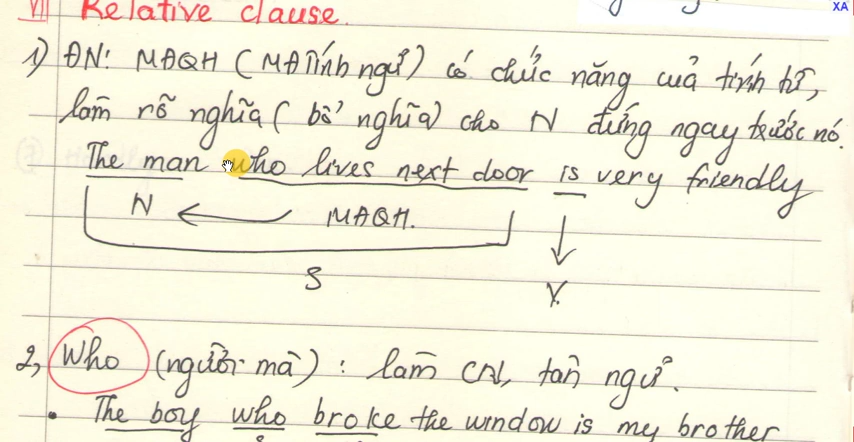 VII Relative clause.
1) ĐN: MĐQH (MĐ tính ngữ) có chức năng của tính từ,
làm rõ nghĩa (bổ nghĩa) cho N đứng ngay trước nó.
The man who lives next door is very friendly
N ← MĐQH.
S
V.
2, Who (người mà) : làm CN, tân ngữ.
• The boy who broke the window is my brother
XA